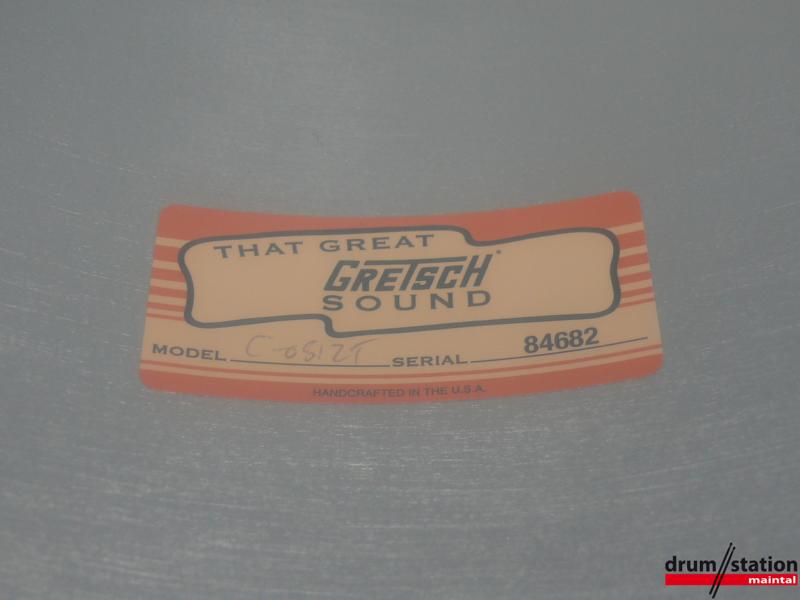 THAT GREAT
GRETSCH®
SOUND
MODEL C-0812T SERIAL 84682
HANDCRAFTED IN THE U.S.A.
drum//station
maintal